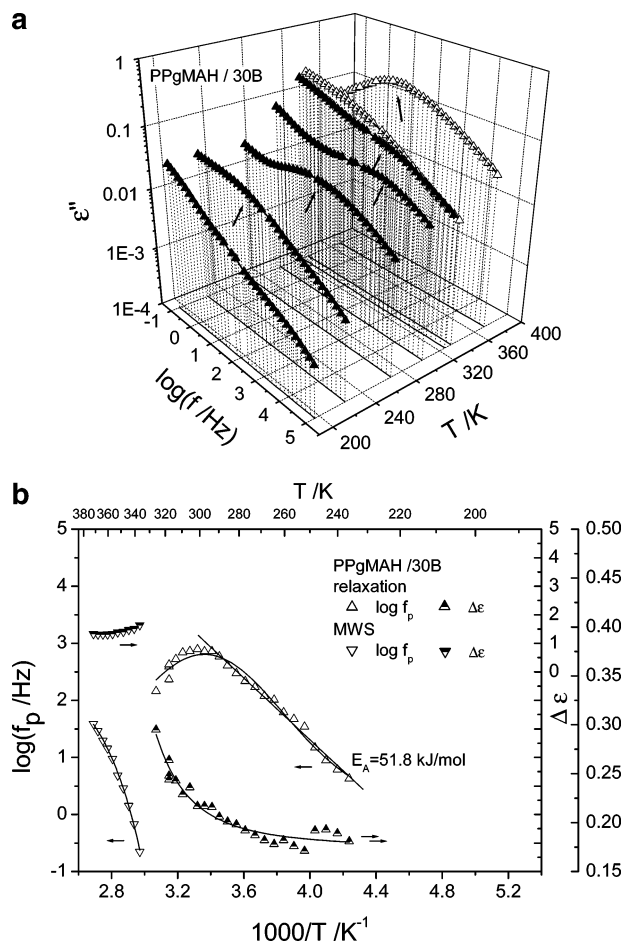 a
PPgMAH / 30B
1
0.1
0.01
1E-3
1E-4
ε''
-1
0
1
2
3
4
5
log(f /Hz)
200
240
280
320
360
400
T /K
b
T /K
380 360 340 320 300 280 260 240 220 200
5
4
3
2
1
0
-1
log(fp /Hz)
PPgMAH /30B
relaxation
log fp Δε
MWS
log fp Δε
EA=51.8 kJ/mol
5
4
3
2
1
0
0.50
0.45
0.40
0.35
0.30
0.25
0.20
0.15
Δ ε
2.8 3.2 3.6 4.0 4.4 4.8 5.2
1000/T /K-1